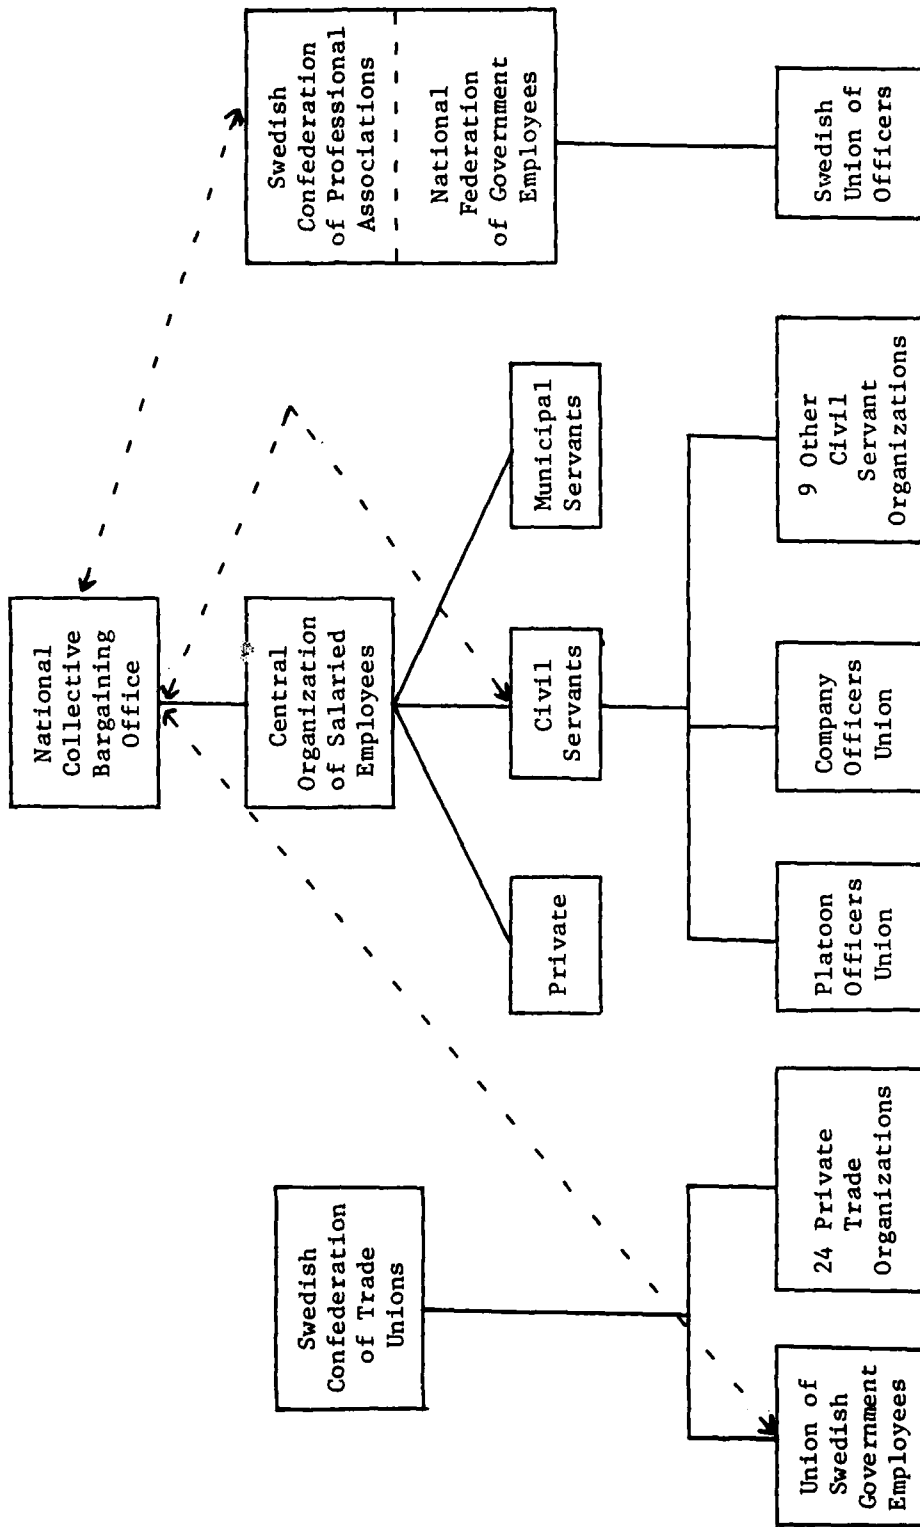 National
Collective
Bargaining
Office
Swedish
Confederation
of Trade
Unions
Central
Organization
of Salaried
Employees
Swedish
Confederation
of Professional
Associations
National
Federation
of Government
Employees
Private
Civil
Servants
Municipal
Servants
Union of
Swedish
Government
Employees
24 Private
Trade
Organizations
Platoon
Officers
Union
Company
Officers
Union
9 Other
Civil
Servant
Organizations
Swedish
Union of
Officers